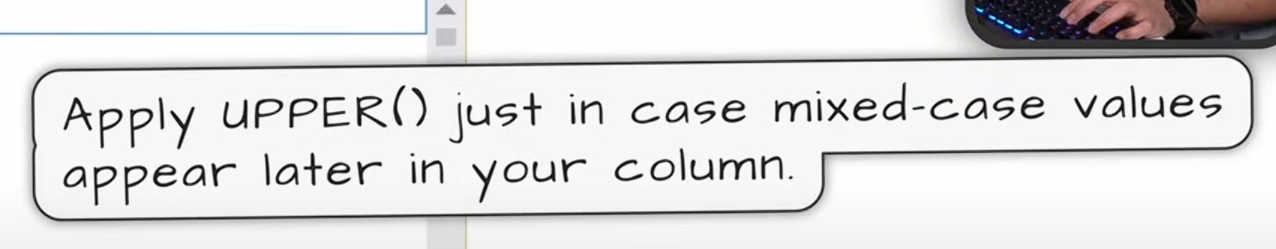 Apply UPPER() just in case mixed-case values
appear later in your column.